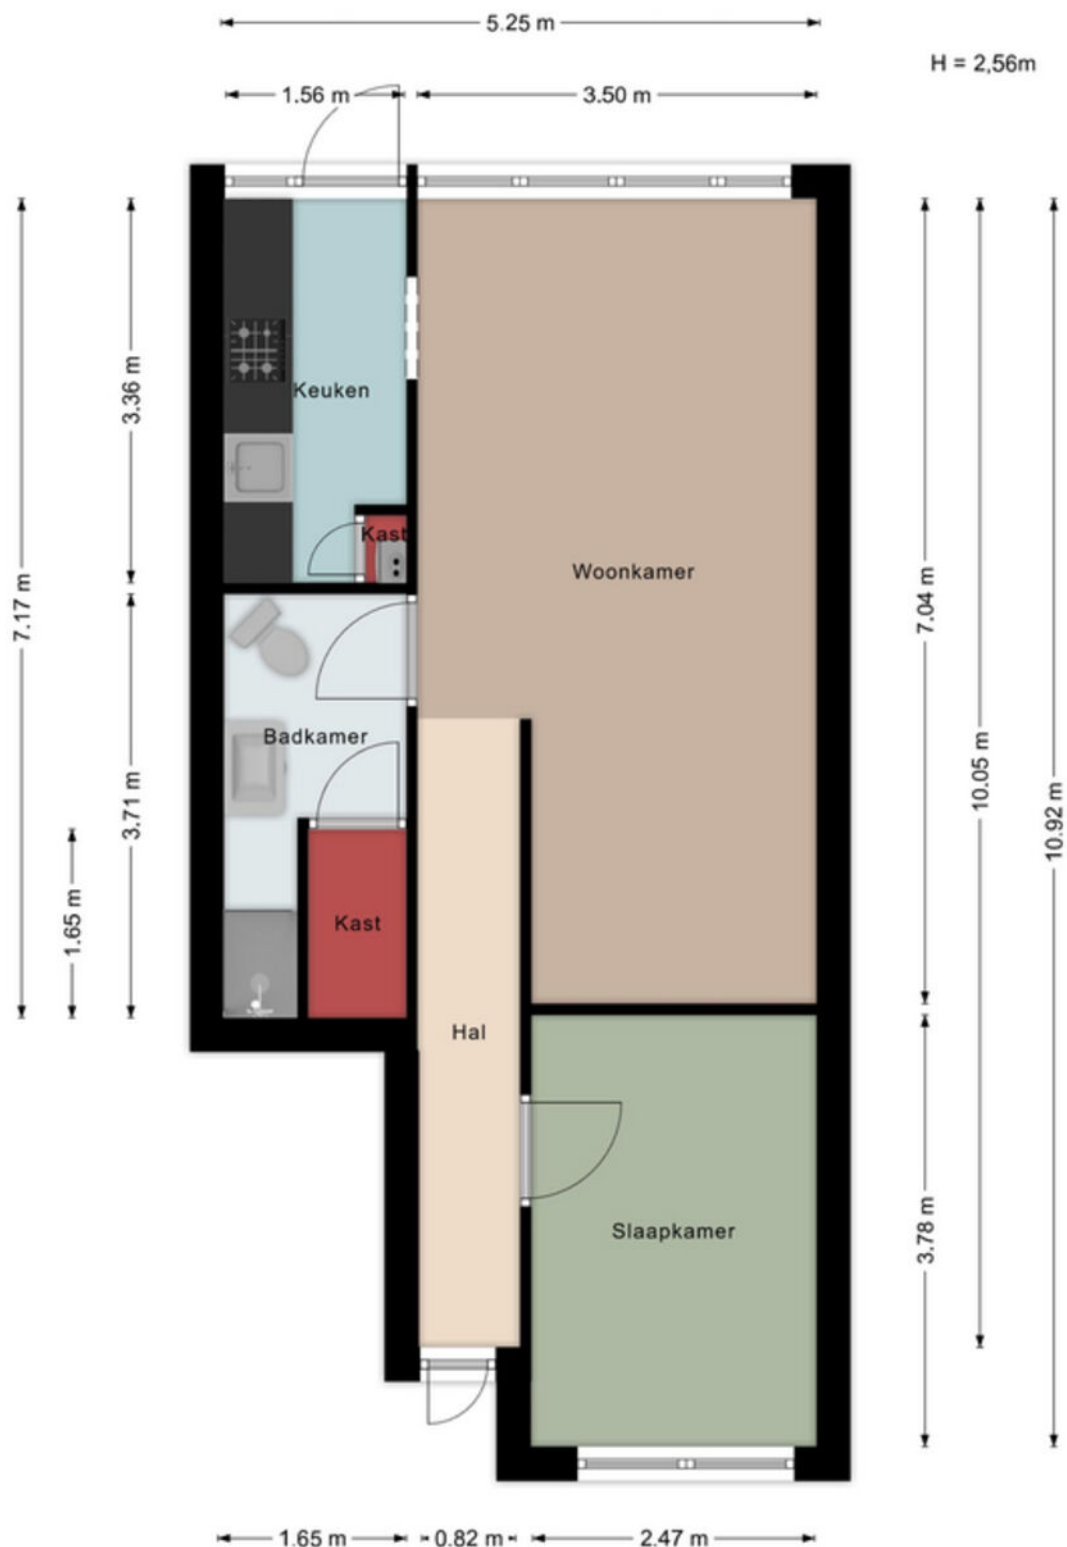 5.25 m
H = 2,56m
1.56 m
3.50 m
3.36 m
Keuken
Kast
Woonkamer
7.17 m
7.04 m
Badkamer
10.05 m
3.71 m
10.92 m
1.65 m
Kast
Hal
3.78 m
Slaapkamer
1.65 m
0.82 m
2.47 m